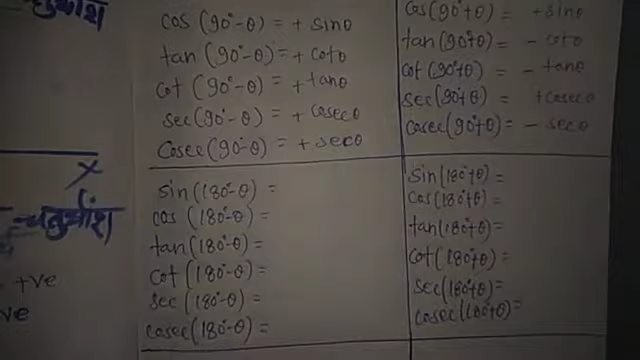 cos (90°-θ) = + sinθ
tan (90°-θ) = + cotθ
cot (90°-θ) = + tanθ
sec (90°-θ) = + cosecθ
cosec (90°-θ) = + secθ
cos (90°+θ) = +sinθ
tan (90°+θ) = - cotθ
cot (90°+θ) = - tanθ
sec (90°+θ) = +cosecθ
cosec (90°+θ) = - secθ
X
चतुर्थांश
+ve
ve
sin (180°-θ) =
cos (180°-θ) =
tan (180°-θ) =
cot (180°-θ) =
sec (180°-θ) =
cosec (180°-θ) =
sin (180°+θ) =
cos (180°+θ) =
tan (180°+θ) =
cot (180°+θ) =
sec (180°+θ) =
cosec (180°+θ) =